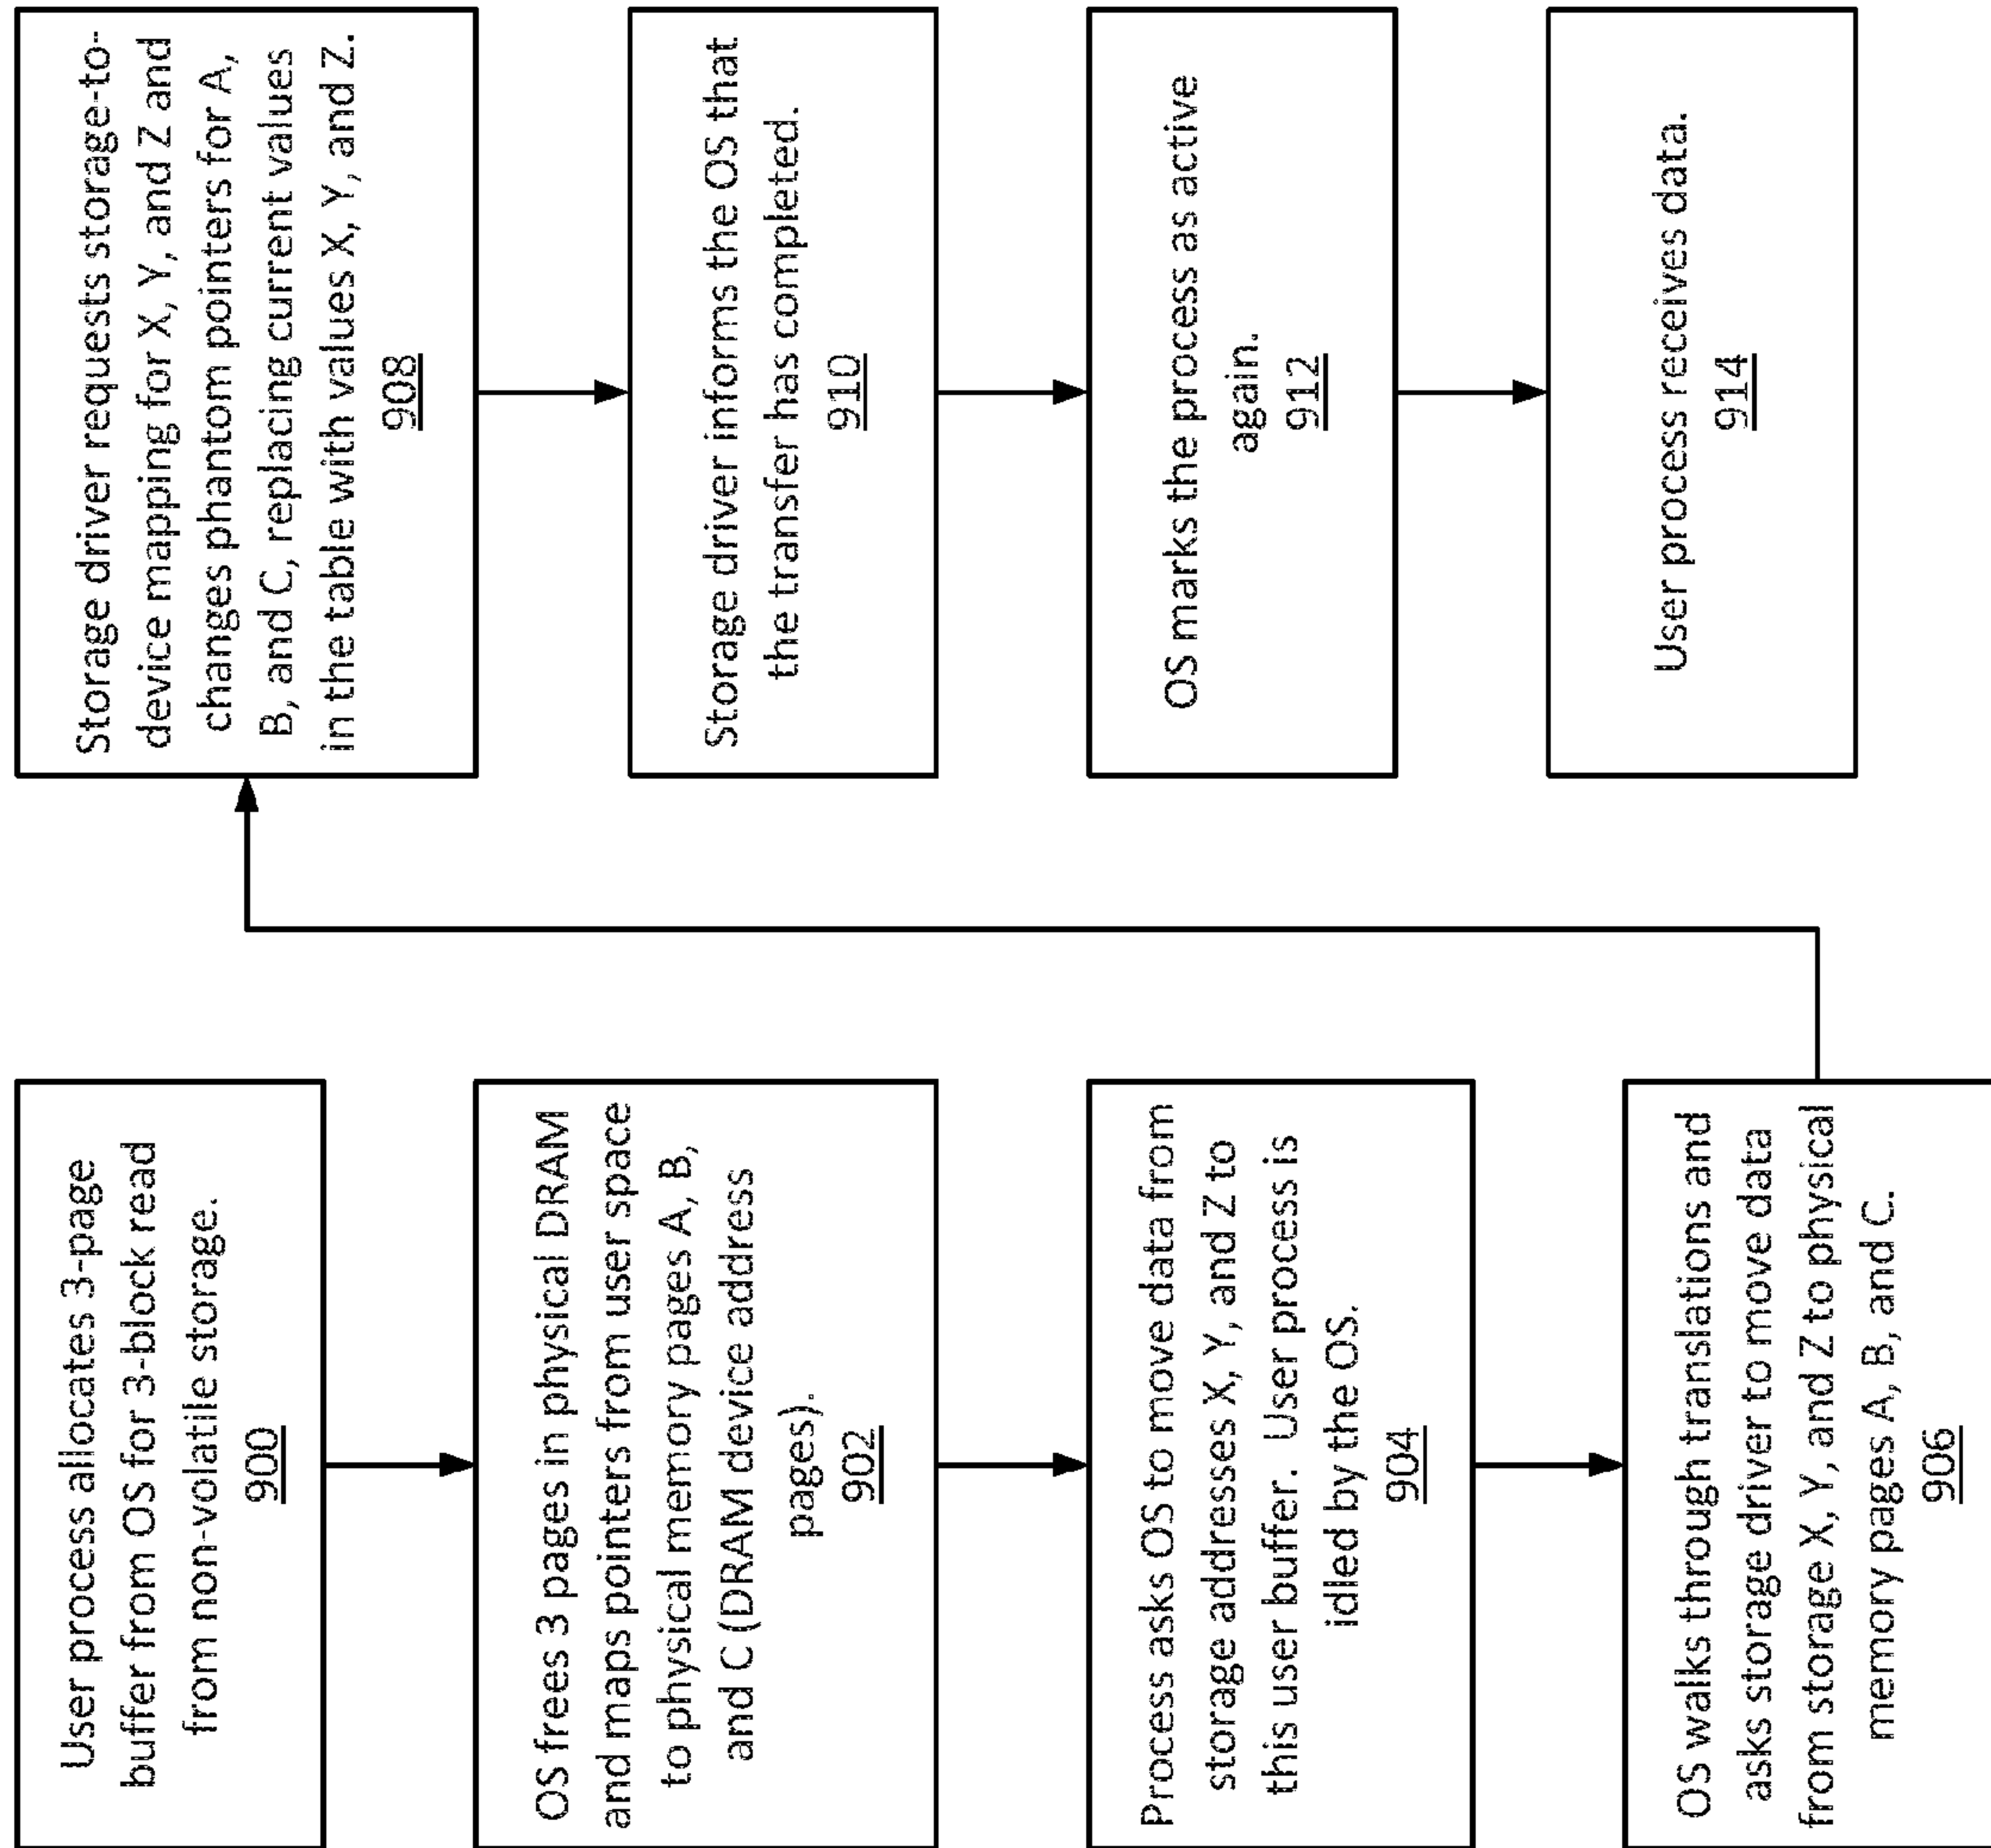 User process allocates 3-page
buffer from OS for 3-block read
from non-volatile storage.
900
OS frees 3 pages in physical DRAM
and maps pointers from user space
to physical memory pages A, B,
and C (DRAM device address
pages).
902
Process asks OS to move data from
storage addresses X, Y, and Z to
this user buffer.  User process is
idled by the OS.
904
OS walks through translations and
asks storage driver to move data
from storage X, Y, and Z to physical
memory pages A, B, and C.
906
Storage driver requests storage-to-
device mapping for X, Y, and Z and
changes phantom pointers for A,
B, and C, replacing current values
in the table with values X, Y, and Z.
908
Storage driver informs the OS that
the transfer has completed.
910
OS marks the process as active
again.
912
User process receives data.
914